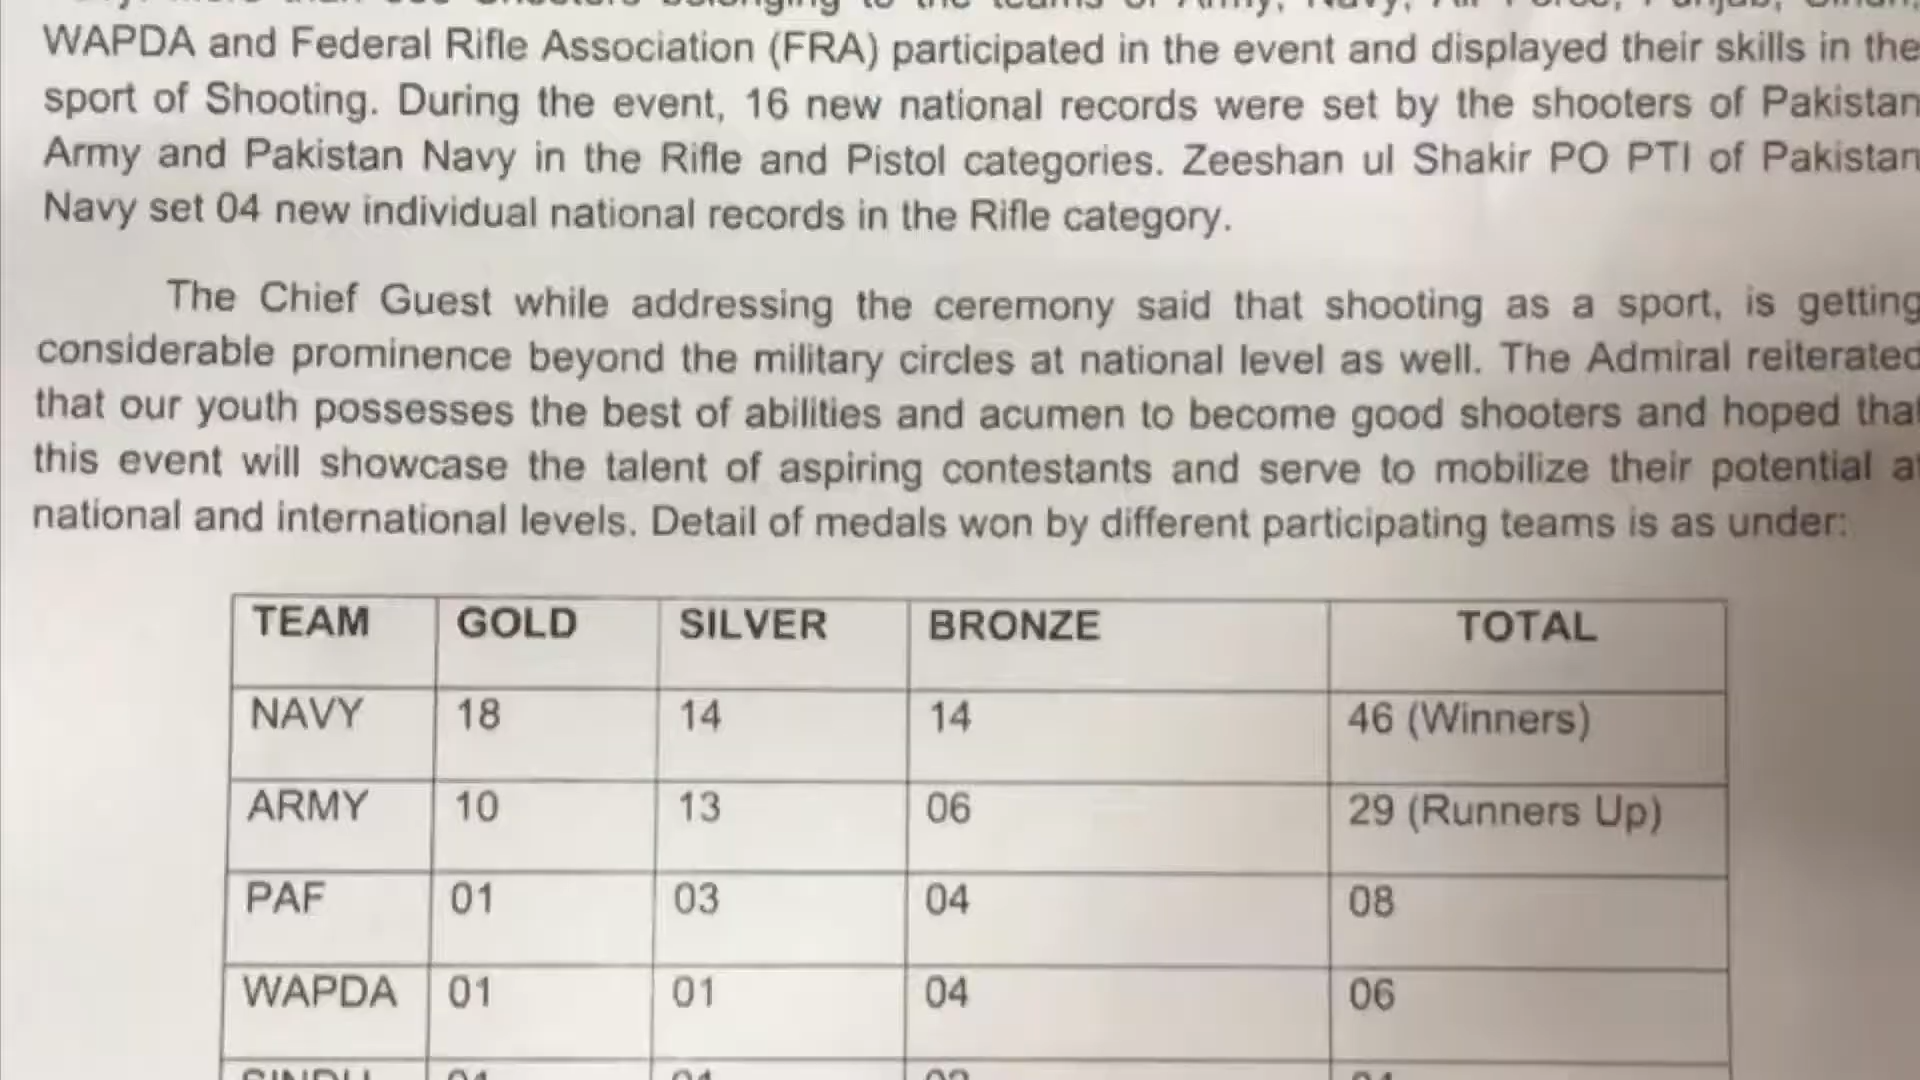 WAPDA and Federal Rifle Association (FRA) participated in the event and displayed their skills in the
sport of Shooting. During the event, 16 new national records were set by the shooters of Pakistan
Army and Pakistan Navy in the Rifle and Pistol categories. Zeeshan ul Shakir PO PTI of Pakistan
Navy set 04 new individual national records in the Rifle category.
The Chief Guest while addressing the ceremony said that shooting as a sport, is getting
considerable prominence beyond the military circles at national level as well. The Admiral reiterated
that our youth possesses the best of abilities and acumen to become good shooters and hoped that
this event will showcase the talent of aspiring contestants and serve to mobilize their potential at
national and international levels. Detail of medals won by different participating teams is as under:
TEAM GOLD SILVER BRONZE TOTAL
NAVY 18 14 14 46 (Winners)
ARMY 10 13 06 29 (Runners Up)
PAF 01 03 04 08
WAPDA 01 01 04 06